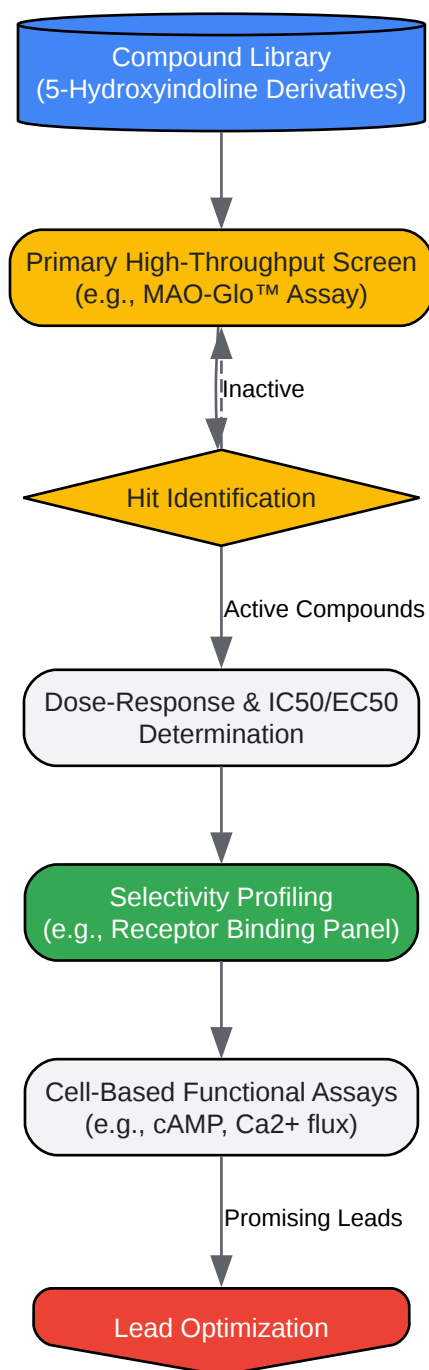 Compound Library
(5-Hydroxyindoline Derivatives)
Primary High-Throughput Screen
(e.g., MAO-Glo™ Assay)
Inactive
Hit Identification
Active Compounds
Dose-Response & IC50/EC50
Determination
Selectivity Profiling
(e.g., Receptor Binding Panel)
Cell-Based Functional Assays
(e.g., cAMP, Ca2+ flux)
Promising Leads
Lead Optimization